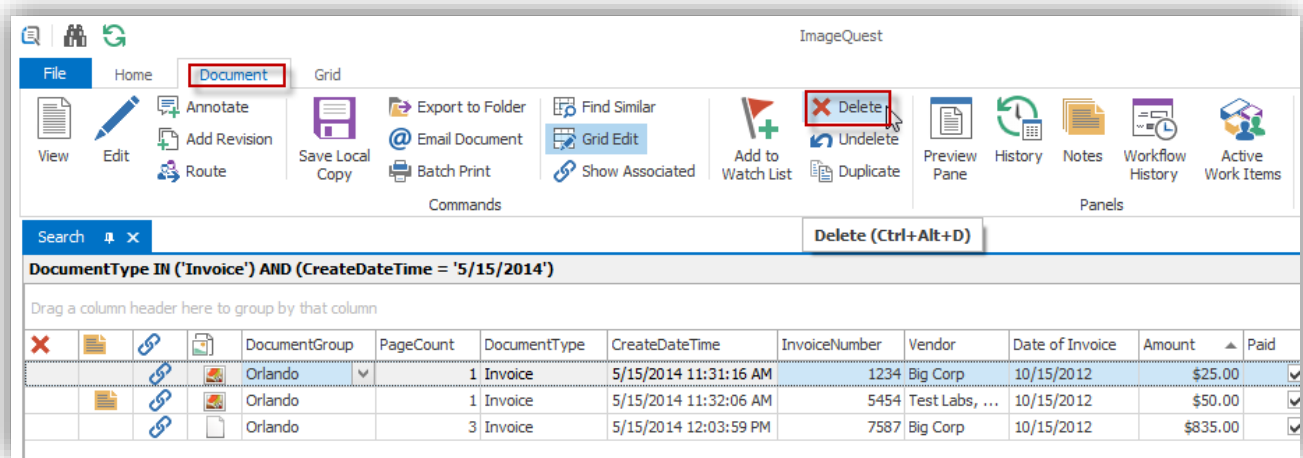 ImageQuest
File Home Document Grid
View
Edit
Annotate
Add Revision
Route
Save Local
Copy
Export to Folder
Email Document
Batch Print
Find Similar
Grid Edit
Show Associated
Add to
Watch List
Delete
Undelete
Duplicate
Preview
Pane
History
Notes
Workflow
History
Active
Work Items
Commands
Panels
Search
Delete (Ctrl+Alt+D)
DocumentType IN ('Invoice') AND (CreateDateTime = '5/15/2014')
Drag a column header here to group by that column
DocumentGroup PageCount DocumentType CreateDateTime InvoiceNumber Vendor Date of Invoice Amount Paid
Orlando 1 Invoice 5/15/2014 11:31:16 AM 1234 Big Corp 10/15/2012 $25.00
Orlando 1 Invoice 5/15/2014 11:32:06 AM 5454 Test Labs, ... 10/15/2012 $50.00
Orlando 3 Invoice 5/15/2014 12:03:59 PM 7587 Big Corp 10/15/2012 $835.00